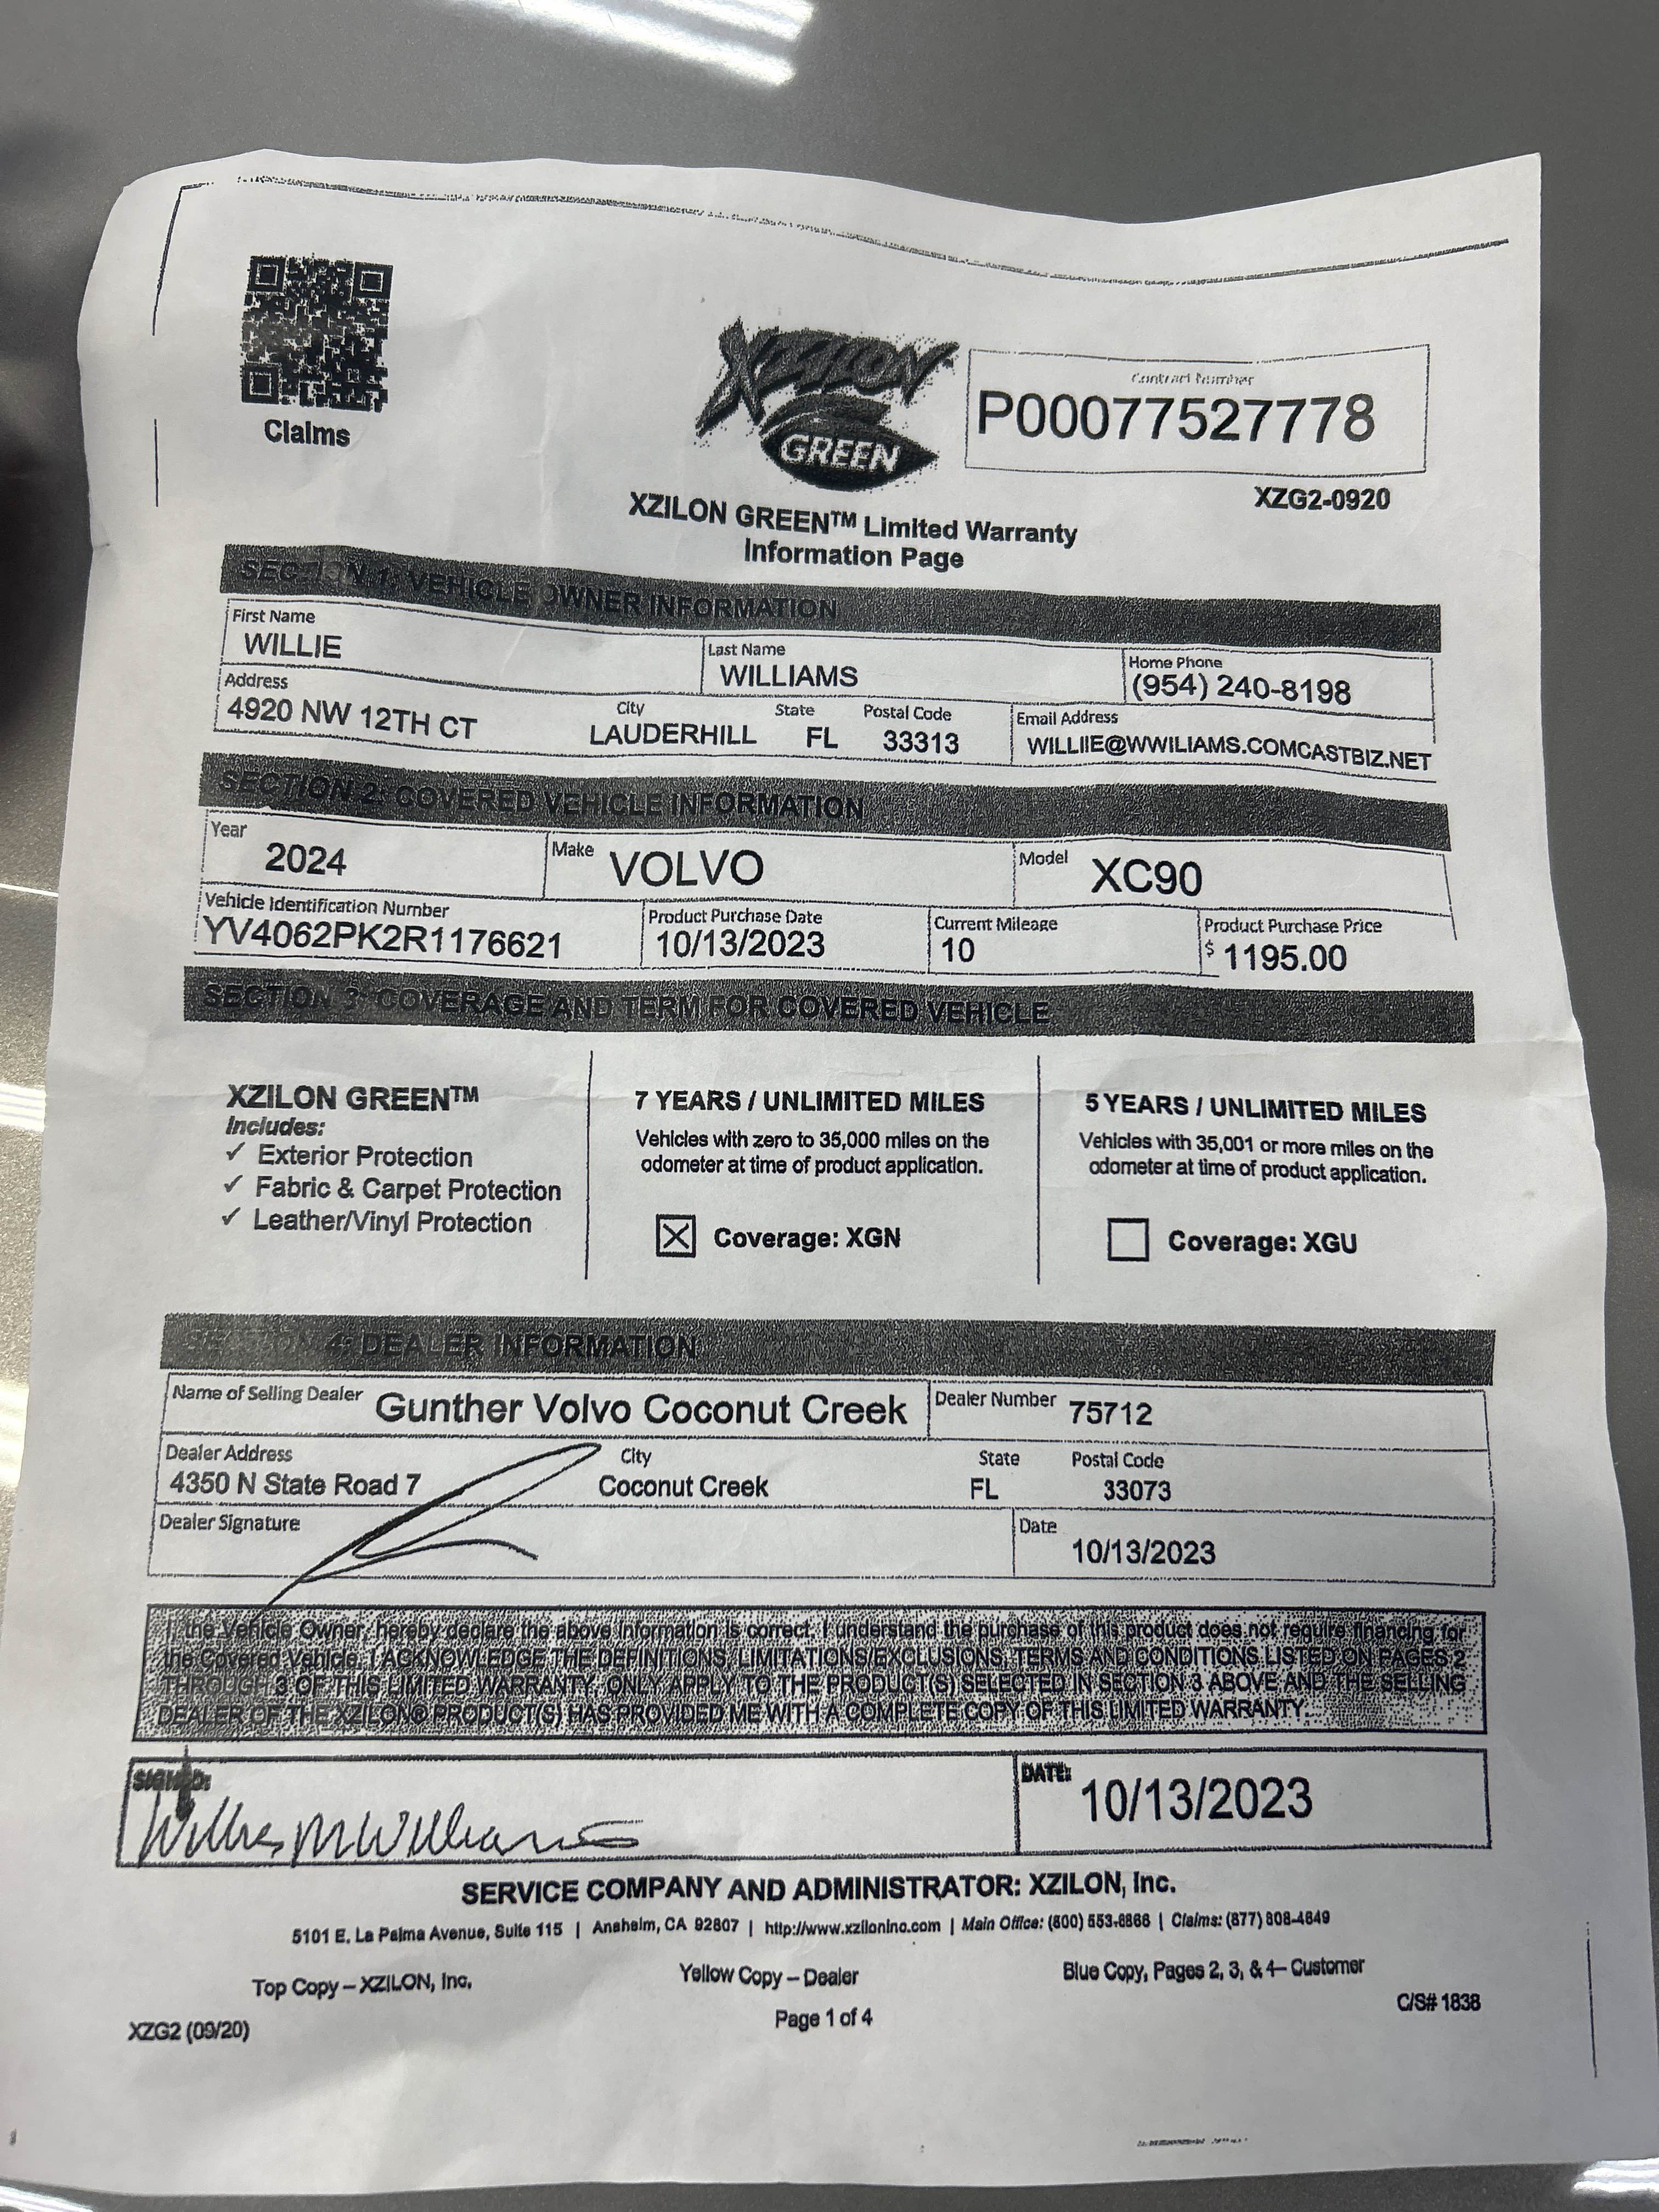 Claims
XZILON
GREEN
Contract Number
P00077527778
XZG2-0920
XZILON GREEN™ Limited Warranty
Information Page
SECTION 1: VEHICLE OWNER INFORMATION
First Name
WILLIE
Last Name
WILLIAMS
Home Phone
(954) 240-8198
Address
4920 NW 12TH CT
City
LAUDERHILL
State
FL
Postal Code
33313
Email Address
WILLIIE@WWILIAMS.COMCASTBIZ.NET
SECTION 2: COVERED VEHICLE INFORMATION
Year
2024
Make
VOLVO
Model
XC90
Vehicle Identification Number
YV4062PK2R1176621
Product Purchase Date
10/13/2023
Current Mileage
10
Product Purchase Price
$ 1195.00
SECTION 3: COVERAGE AND TERM FOR COVERED VEHICLE
XZILON GREEN™
Includes:
✓ Exterior Protection
✓ Fabric & Carpet Protection
✓ Leather/Vinyl Protection
7 YEARS / UNLIMITED MILES
Vehicles with zero to 35,000 miles on the
odometer at time of product application.
☒ Coverage: XGN
5 YEARS / UNLIMITED MILES
Vehicles with 35,001 or more miles on the
odometer at time of product application.
☐ Coverage: XGU
SECTION 4: DEALER INFORMATION
Name of Selling Dealer Gunther Volvo Coconut Creek
Dealer Number 75712
Dealer Address
4350 N State Road 7
City
Coconut Creek
State
FL
Postal Code
33073
Dealer Signature
Date
10/13/2023
I, the Vehicle Owner, hereby declare the above information is correct. I understand the purchase of this product does not require financing for
the Covered Vehicle. I ACKNOWLEDGE THE DEFINITIONS, LIMITATIONS/EXCLUSIONS, TERMS AND CONDITIONS LISTED ON PAGES 2
THROUGH 3 OF THIS LIMITED WARRANTY, ONLY APPLY TO THE PRODUCT(S) SELECTED IN SECTION 3 ABOVE AND THE SELLING
DEALER OF THE XZILON® PRODUCT(S) HAS PROVIDED ME WITH A COMPLETE COPY OF THIS LIMITED WARRANTY.
SIGNED:
Willie M Williams
DATE:
10/13/2023
SERVICE COMPANY AND ADMINISTRATOR: XZILON, Inc.
5101 E. La Palma Avenue, Suite 115 | Anaheim, CA 92807 | http://www.xziloninc.com | Main Office: (800) 553-8866 | Claims: (877) 808-4849
Top Copy – XZILON, Inc.
Yellow Copy – Dealer
Blue Copy, Pages 2, 3, & 4– Customer
C/S# 1838
Page 1 of 4
XZG2 (09/20)